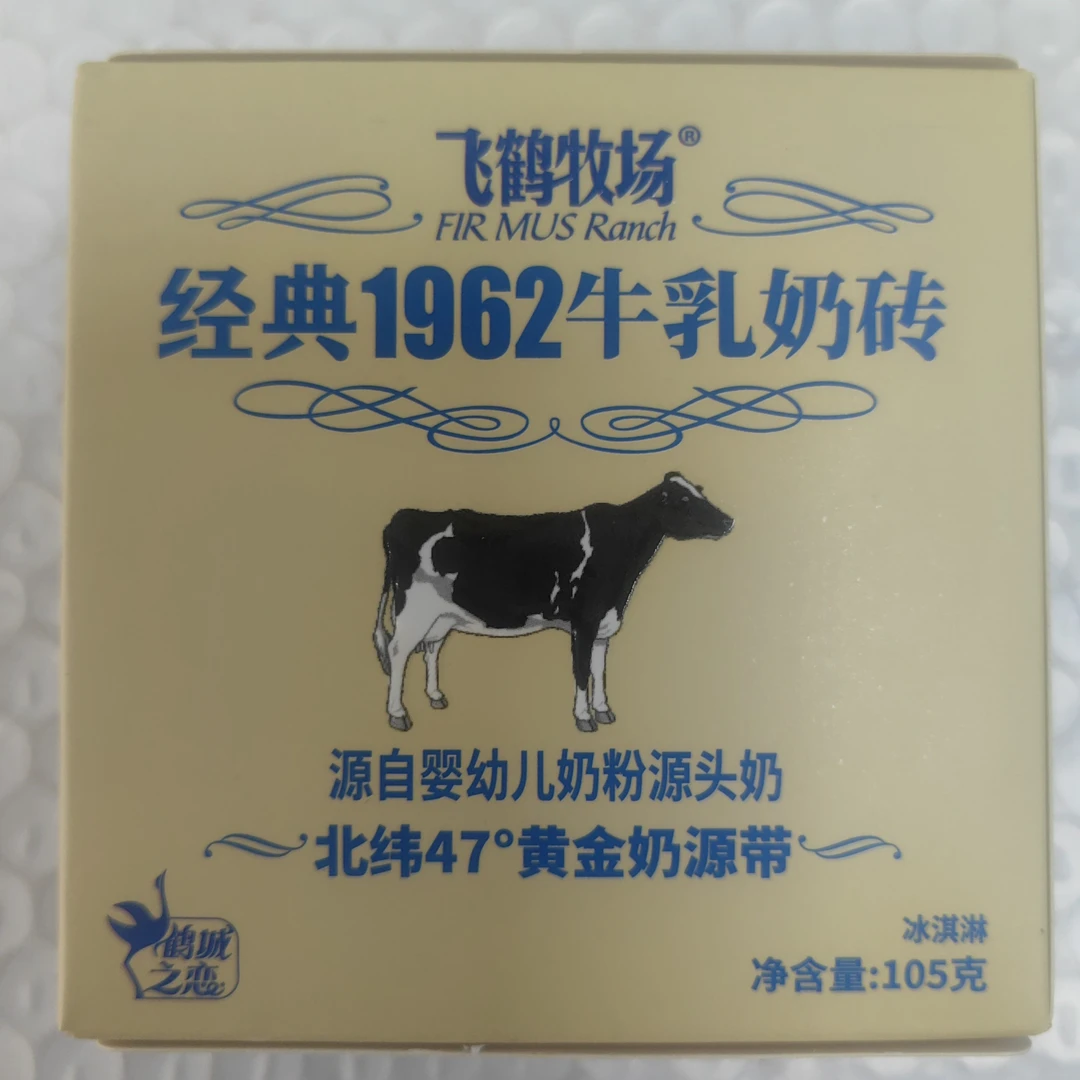 飞鹤牧场®
FIR MUS Ranch
经典1962牛乳奶砖
源自婴幼儿奶粉源头奶
北纬47°黄金奶源带
鹤城
之恋
冰淇淋
净含量:105克